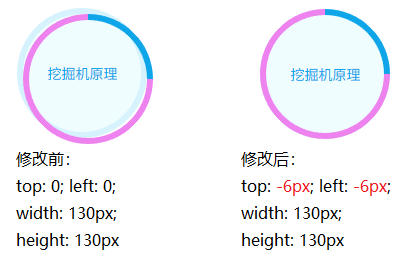 挖掘机原理
挖掘机原理
修改前：
top: 0; left: 0;
width: 130px;
height: 130px
修改后：
top: -6px; left: -6px;
width: 130px;
height: 130px